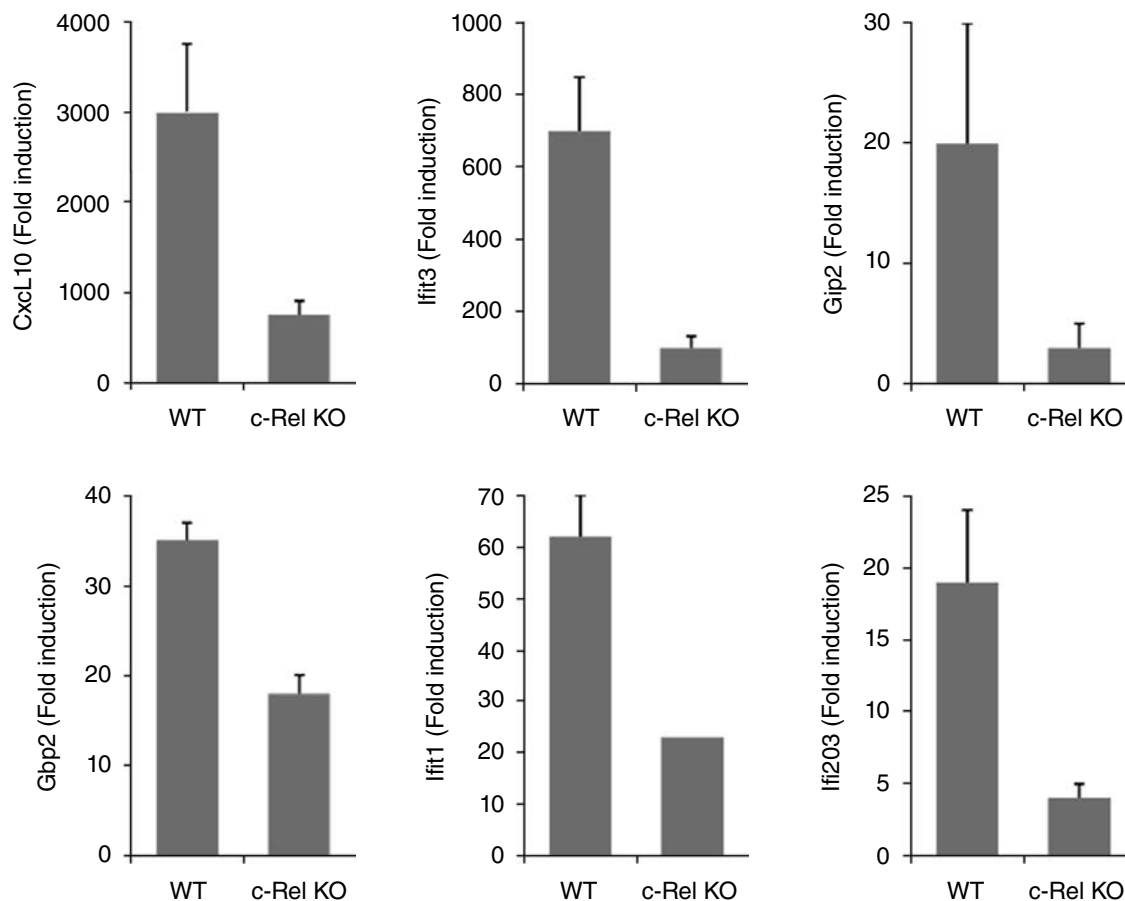 CxcL10 (Fold induction)
4000
3000
2000
1000
0
WT c-Rel KO
Ifit3 (Fold induction)
1000
800
600
400
200
0
WT c-Rel KO
Gip2 (Fold induction)
30
20
10
0
WT c-Rel KO
Gbp2 (Fold induction)
40
30
20
10
0
WT c-Rel KO
Ifit1 (Fold induction)
70
60
50
40
30
20
10
0
WT c-Rel KO
Ifi203 (Fold induction)
25
20
15
10
5
0
WT c-Rel KO